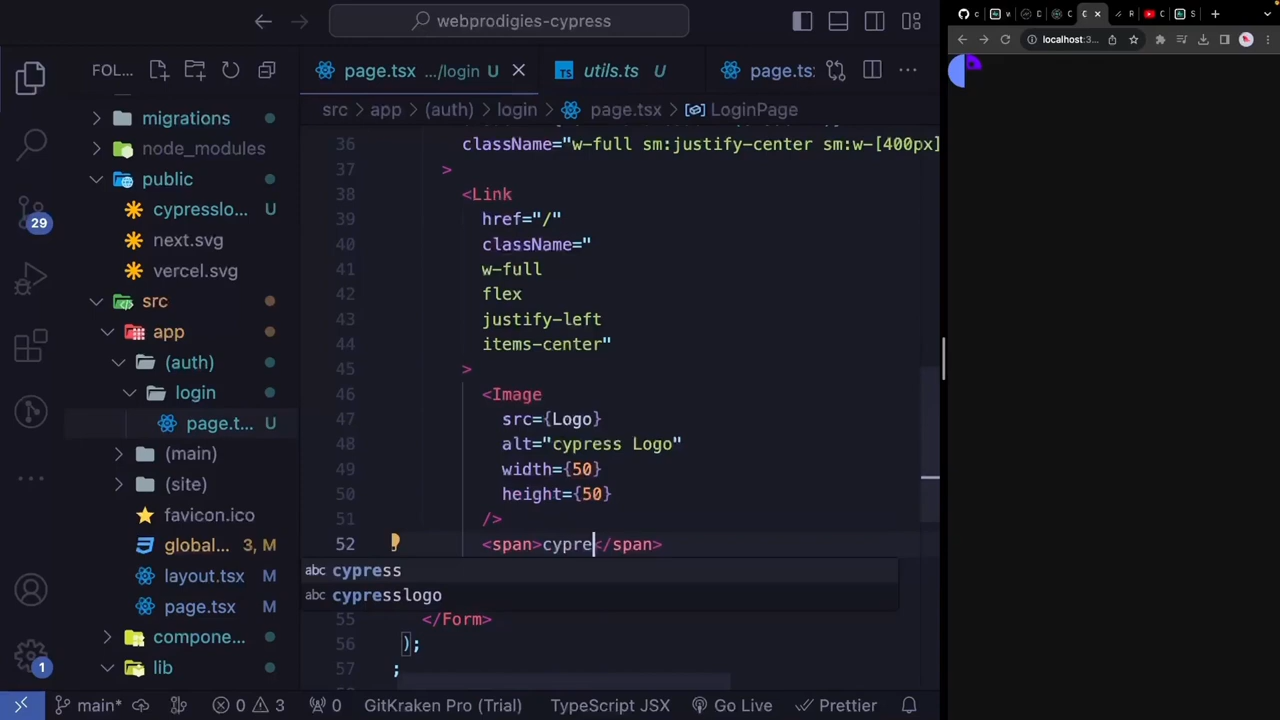 webprodigies-cypress
FOL...
page.tsx .../login U
utils.ts U
page.ts
src app (auth) login page.tsx LoginPage
localhost:3...
migrations
node_modules
public
cypresslo... U
next.svg
vercel.svg
src
app
(auth)
login
page.t... U
(main)
(site)
favicon.ico
global... 3, M
layout.tsx M
page.tsx M
compone...
lib
29
1
36 className="w-full sm:justify-center sm:w-[400px]
37 >
38 <Link
39 href="/"
40 className="
41 w-full
42 flex
43 justify-left
44 items-center"
45 >
46 <Image
47 src={Logo}
48 alt="cypress Logo"
49 width={50}
50 height={50}
51 />
52 <span>cypre</span>
abc cypress
abc cypresslogo
55 </Form>
56 );
57 ;
main* 0 3 0 GitKraken Pro (Trial) TypeScript JSX Go Live Prettier